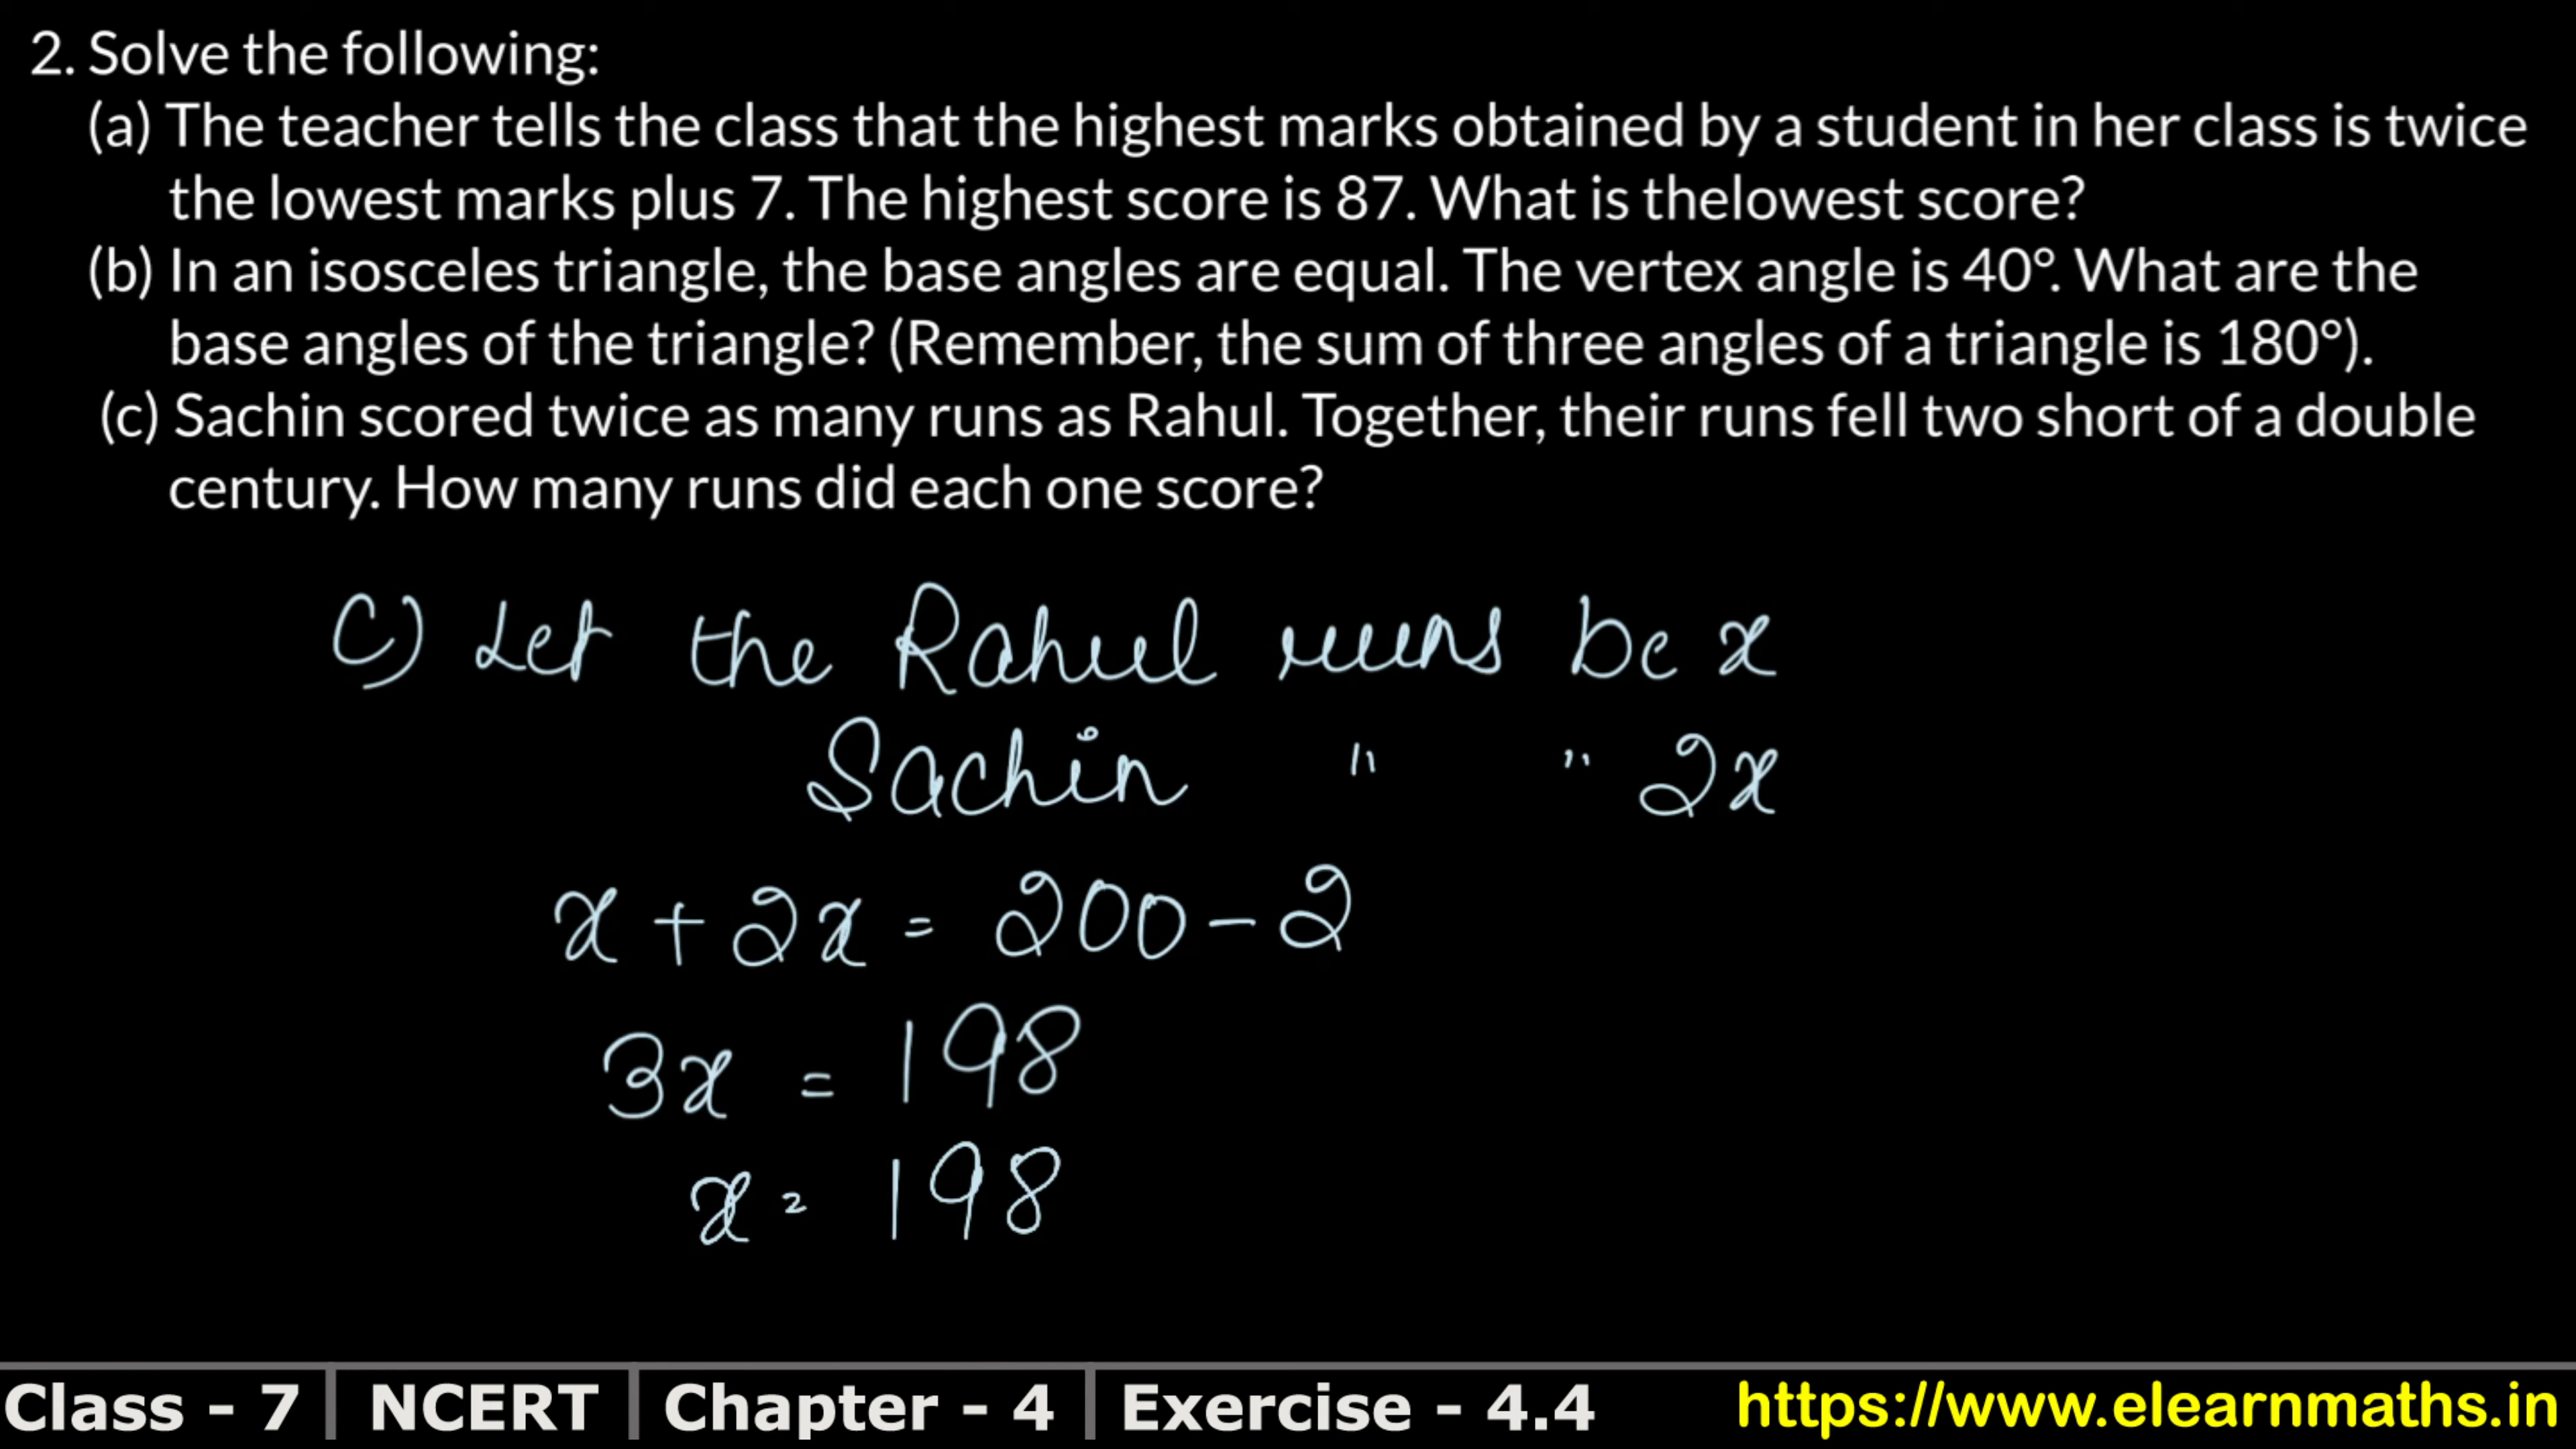 2. Solve the following:
(a) The teacher tells the class that the highest marks obtained by a student in her class is twice
the lowest marks plus 7. The highest score is 87. What is thelowest score?
(b) In an isosceles triangle, the base angles are equal. The vertex angle is 40°. What are the
base angles of the triangle? (Remember, the sum of three angles of a triangle is 180°).
(c) Sachin scored twice as many runs as Rahul. Together, their runs fell two short of a double
century. How many runs did each one score?
C) Let the Rahul runs be x
Sachin " " 2x
x + 2x = 200 - 2
3x = 198
x = 198
Class - 7 | NCERT | Chapter - 4 | Exercise - 4.4 https://www.elearnmaths.in